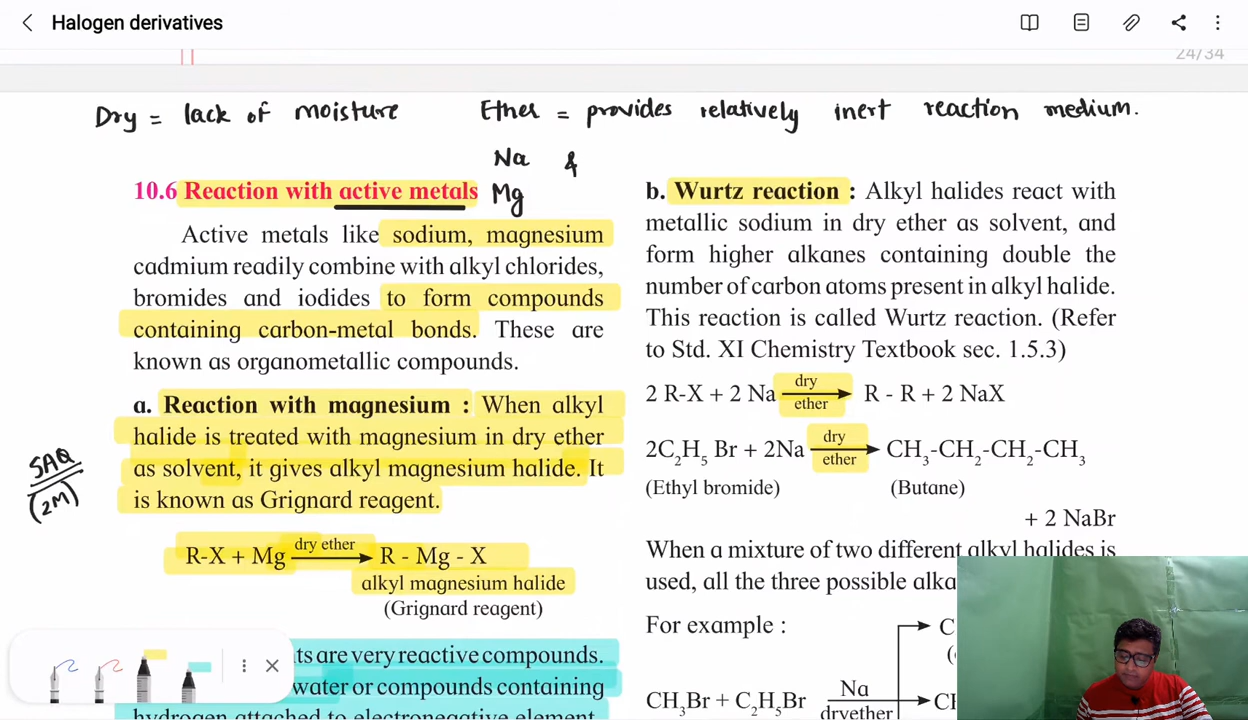 Halogen derivatives
24/34
Dry = lack of moisture Ether = provides relatively inert reaction medium.
Na &
Mg
10.6 Reaction with active metals
Active metals like sodium, magnesium
cadmium readily combine with alkyl chlorides,
bromides and iodides to form compounds
containing carbon-metal bonds. These are
known as organometallic compounds.
a. Reaction with magnesium : When alkyl
halide is treated with magnesium in dry ether
as solvent, it gives alkyl magnesium halide. It
is known as Grignard reagent.
SAQ
(2M)
R-X + Mg dry ether R - Mg - X
alkyl magnesium halide
(Grignard reagent)
ts are very reactive compounds.
water or compounds containing
hydrogen attached to electronegative element.
b. Wurtz reaction : Alkyl halides react with
metallic sodium in dry ether as solvent, and
form higher alkanes containing double the
number of carbon atoms present in alkyl halide.
This reaction is called Wurtz reaction. (Refer
to Std. XI Chemistry Textbook sec. 1.5.3)
2 R-X + 2 Na dry ether R - R + 2 NaX
2C₂H₅ Br + 2Na dry ether CH₃-CH₂-CH₂-CH₃
(Ethyl bromide) (Butane)
+ 2 NaBr
When a mixture of two different alkyl halides is
used, all the three possible alka
For example :
C
CH₃Br + C₂H₅Br Na dryether CH